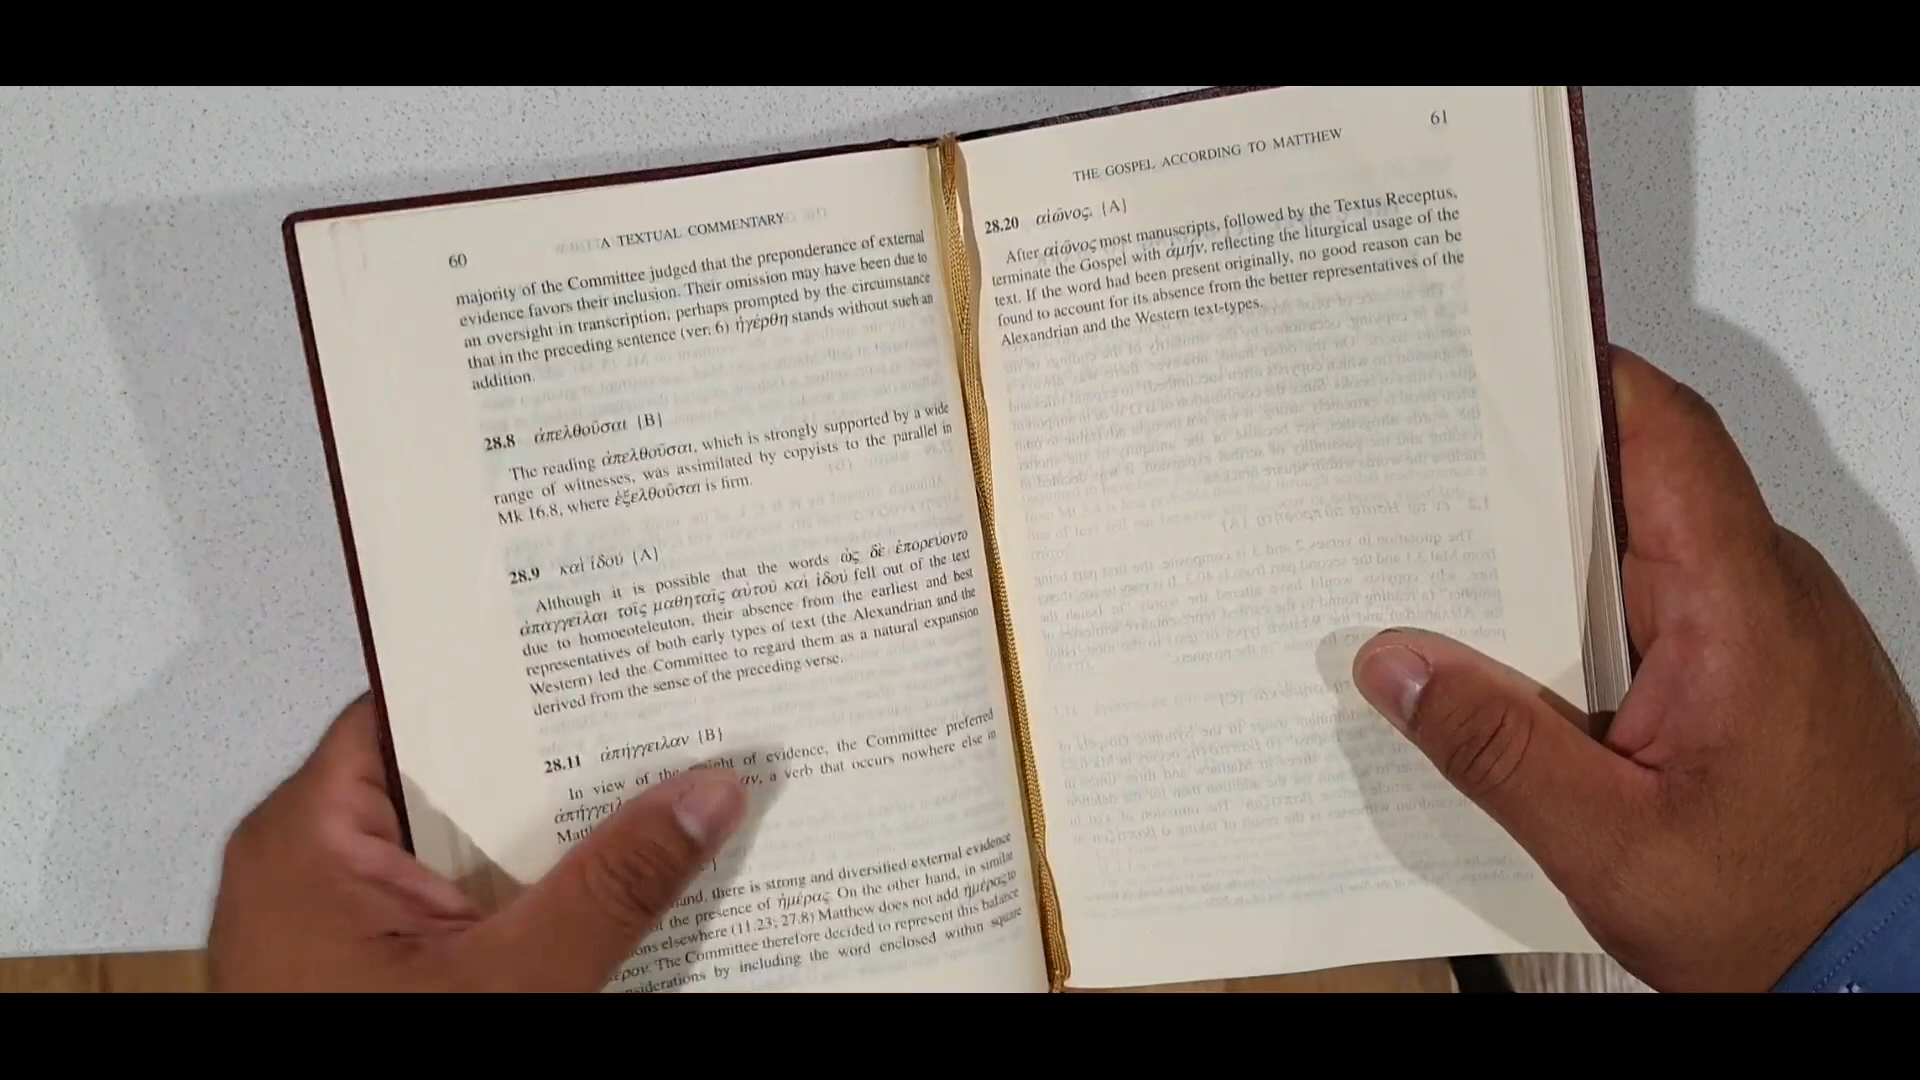 60
A TEXTUAL COMMENTARY
majority of the Committee judged that the preponderance of external
evidence favors their inclusion. Their omission may have been due to
an oversight in transcription, perhaps prompted by the circumstance
that in the preceding sentence (ver. 6) ἠγέρθη stands without such an
addition.
28.8 ἀπελθοῦσαι {B}
The reading ἀπελθοῦσαι, which is strongly supported by a wide
range of witnesses, was assimilated by copyists to the parallel in
Mk 16.8, where ἐξελθοῦσαι is firm.
28.9 καὶ ἰδού {A}
Although it is possible that the words ὡς δὲ ἐπορεύοντο
ἀπαγγεῖλαι τοῖς μαθηταῖς αὐτοῦ καὶ ἰδού fell out of the text
due to homoeoteleuton, their absence from the earliest and best
representatives of both early types of text (the Alexandrian and the
Western) led the Committee to regard them as a natural expansion
derived from the sense of the preceding verse.
28.11 ἀπήγγειλαν {B}
In view of the weight of evidence, the Committee preferred
a verb that occurs nowhere else in
there is strong and diversified external evidence
the presence of ἡμέρας. On the other hand, in similar
elsewhere (11.23; 27.8) Matthew does not add ἡμέρας to
The Committee therefore decided to represent this balance
by including the word enclosed within square
THE GOSPEL ACCORDING TO MATTHEW
61
28.20 αἰῶνος. {A}
After αἰῶνος most manuscripts, followed by the Textus Receptus,
terminate the Gospel with ἀμήν, reflecting the liturgical usage of the
text. If the word had been present originally, no good reason can be
found to account for its absence from the better representatives of the
Alexandrian and the Western text-types.